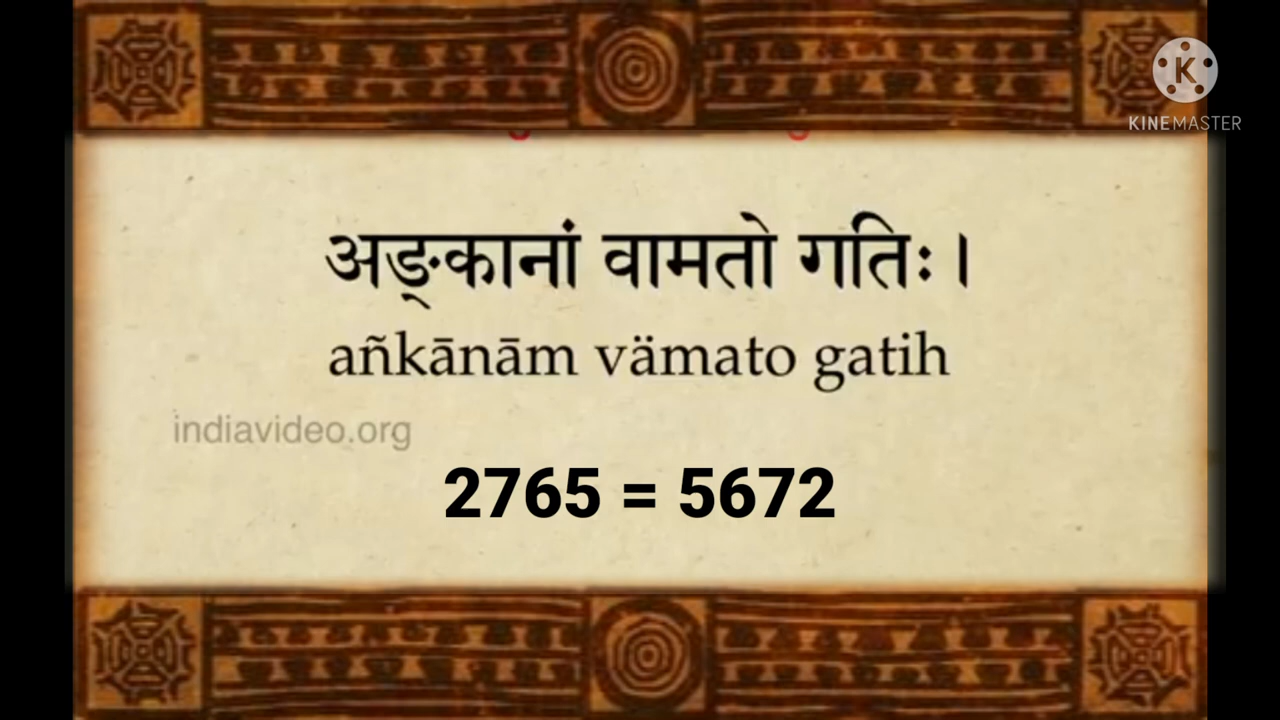 K
KINEMASTER
अङ्कानां वामतो गतिः।
añkānām vämato gatih
indiavideo.org
2765 = 5672